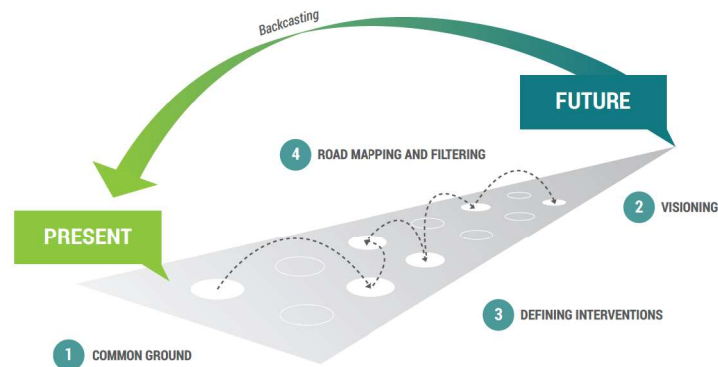 Backcasting
FUTURE
4 ROAD MAPPING AND FILTERING
2 VISIONING
PRESENT
3 DEFINING INTERVENTIONS
1 COMMON GROUND